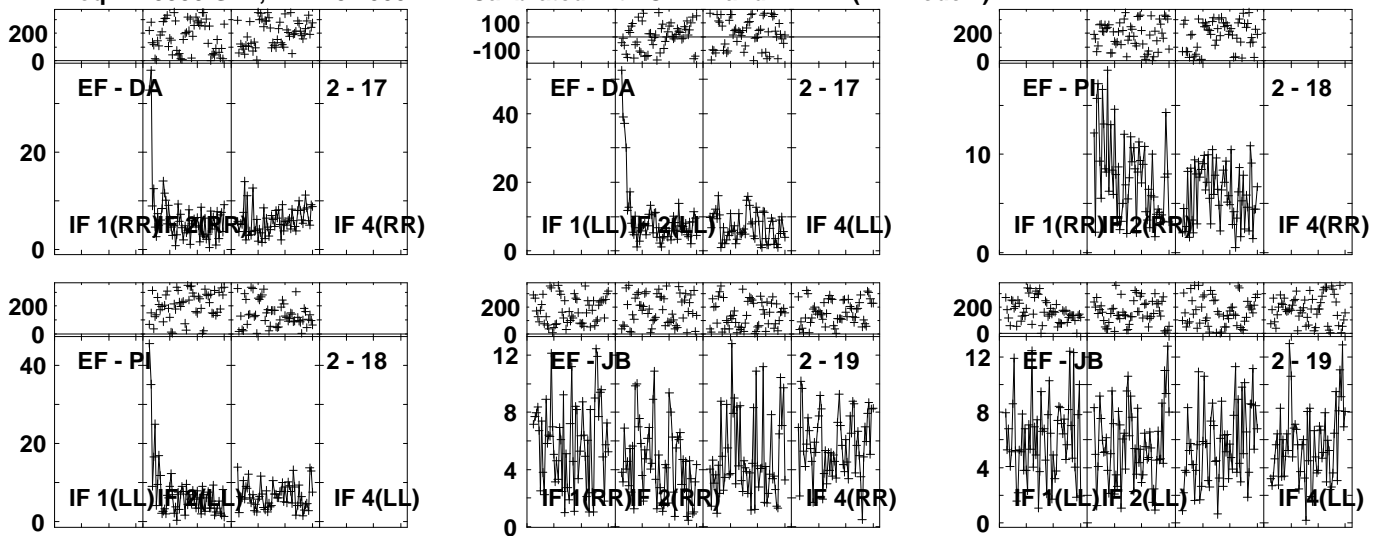 200
0
EF - DA
2 - 17
20
IF 1(RR)
IF 2(RR)
IF 4(RR)
0
100
-100
EF - DA
2 - 17
40
20
IF 1(LL)
IF 2(LL)
IF 4(LL)
0
200
0
EF - PI
2 - 18
10
IF 1(RR)
IF 2(RR)
IF 4(RR)
0
200
0
EF - PI
2 - 18
40
20
IF 1(LL)
IF 2(LL)
IF 4(LL)
0
200
0
12
EF - JB
2 - 19
8
4
IF 1(RR)
IF 2(RR)
IF 4(RR)
0
200
0
12
EF - JB
2 - 19
8
4
IF 1(LL)
IF 2(LL)
IF 4(LL)
0